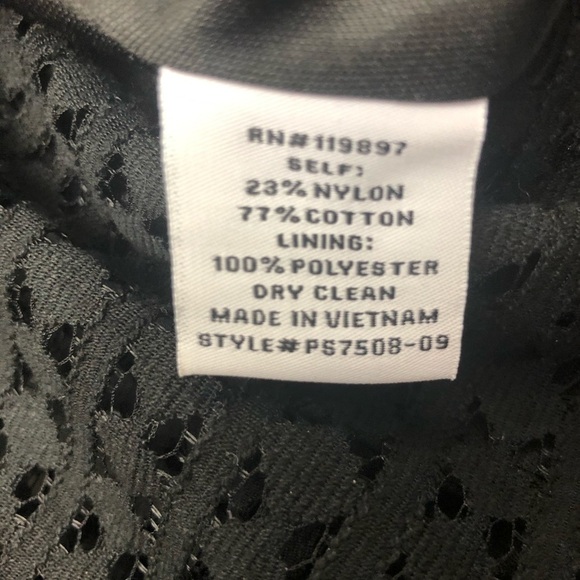 RN#119897
SELF:
23% NYLON
77% COTTON
LINING:
100% POLYESTER
DRY CLEAN
MADE IN VIETNAM
STYLE#PS7508-09